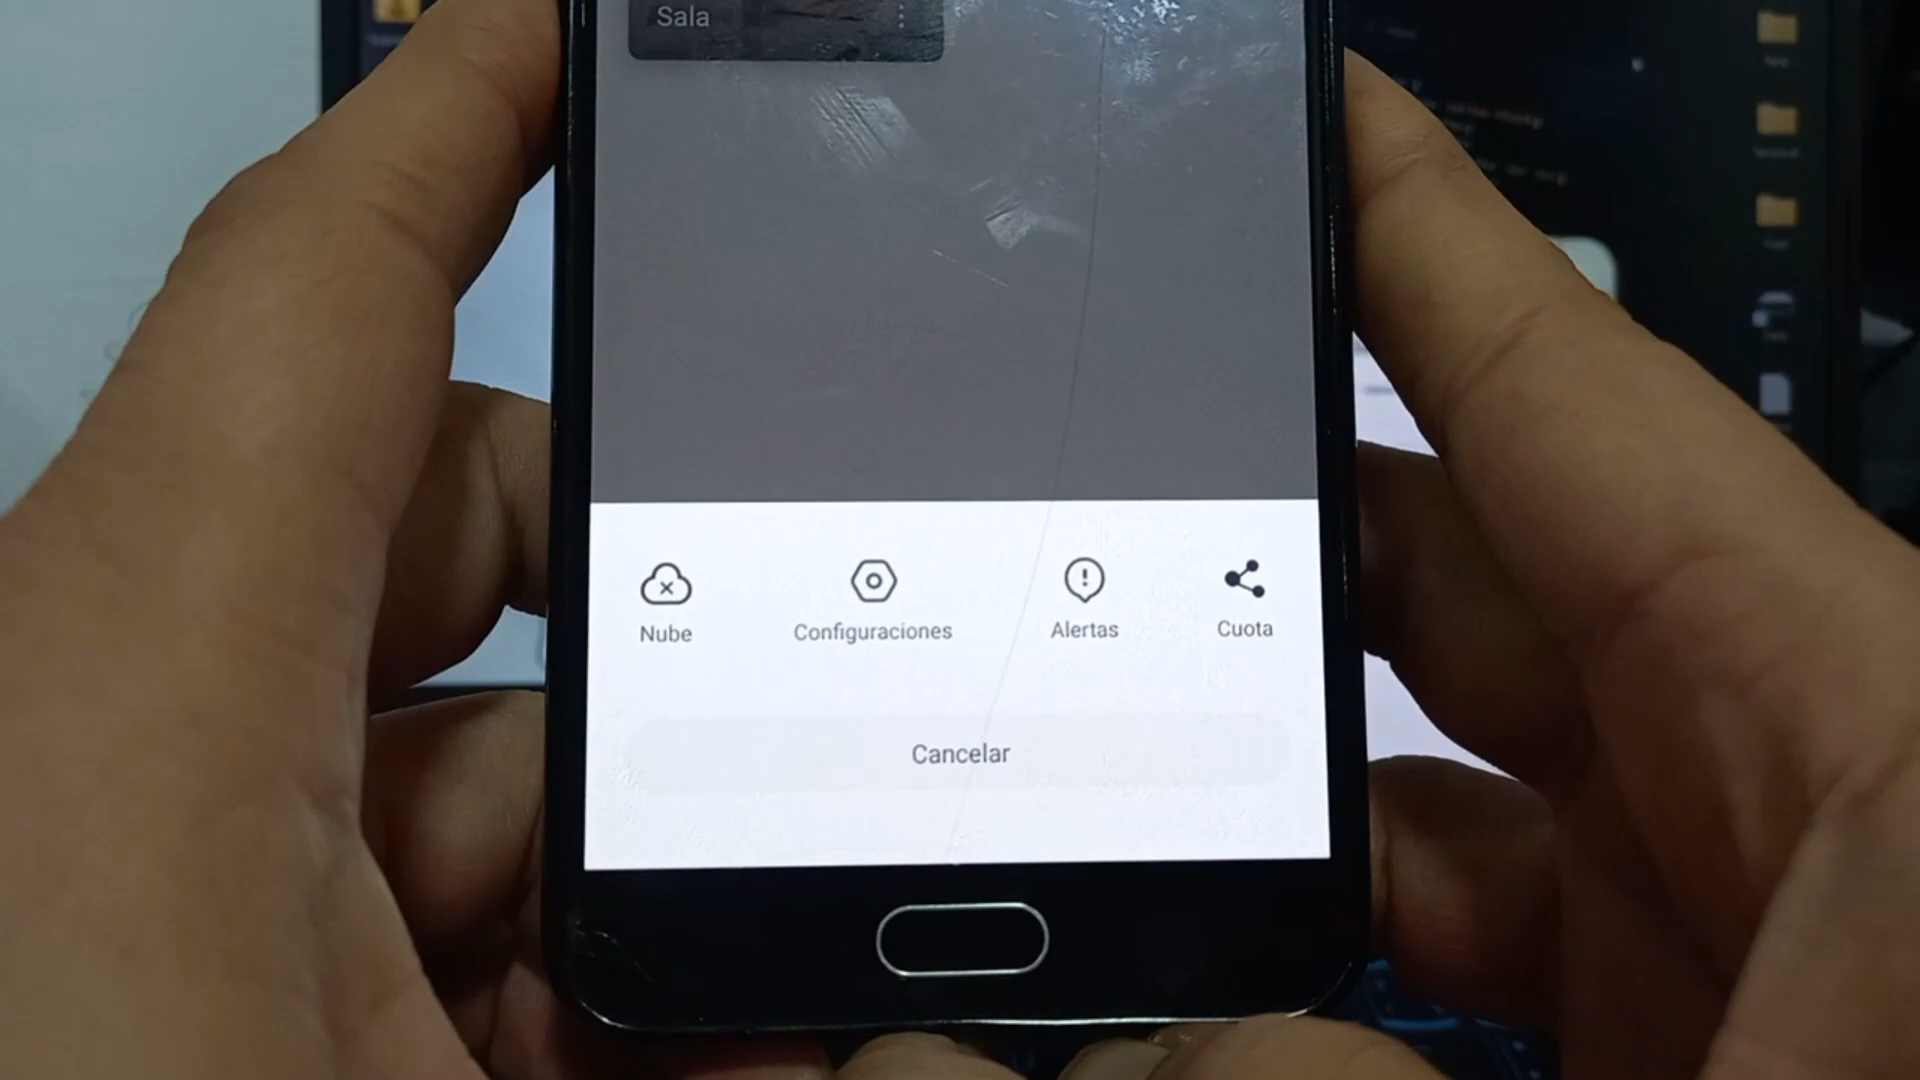 Sala
Nube
Configuraciones
Alertas
Cuota
Cancelar